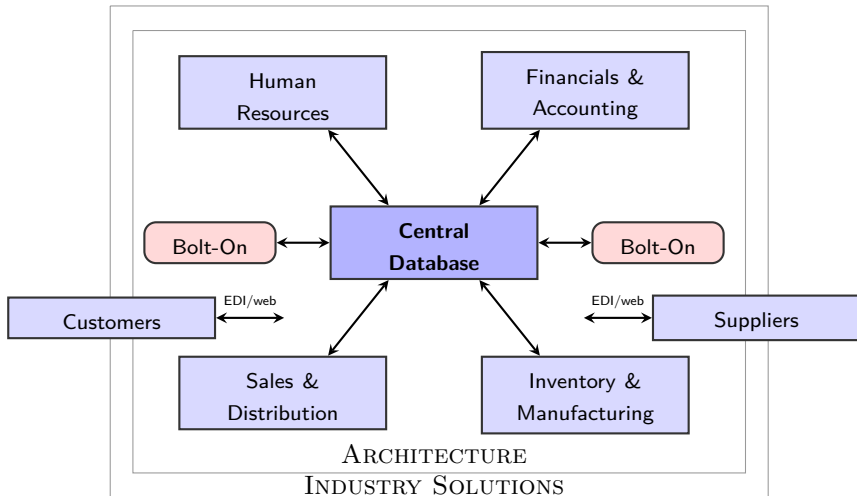 Human
Resources
Financials &
Accounting
Bolt-On
Central
Database
Bolt-On
EDI/web
Customers
EDI/web
Suppliers
Sales &
Distribution
Inventory &
Manufacturing
ARCHITECTURE
INDUSTRY SOLUTIONS